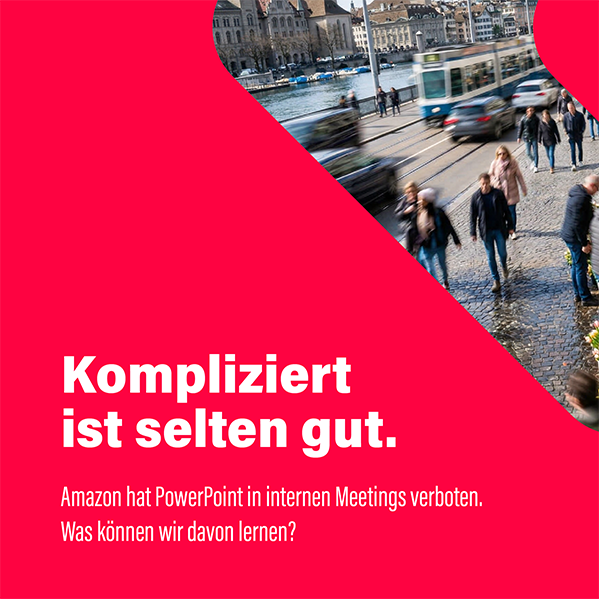 Kompliziert
ist selten gut.
Amazon hat PowerPoint in internen Meetings verboten.
Was können wir davon lernen?